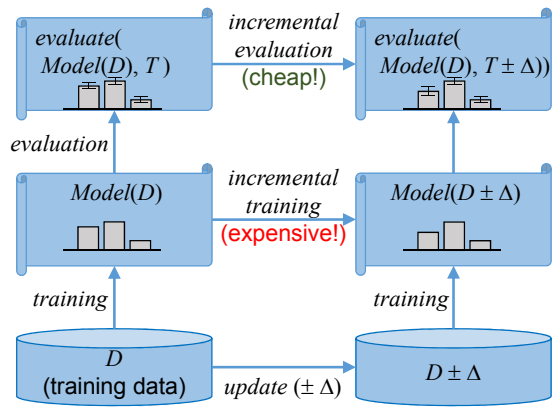 evaluate(
Model(D), T )
incremental
evaluation
(cheap!)
evaluate(
Model(D), T ± Δ))
evaluation
Model(D)
incremental
training
(expensive!)
Model(D ± Δ)
training
training
D
(training data)
update (± Δ)
D ± Δ